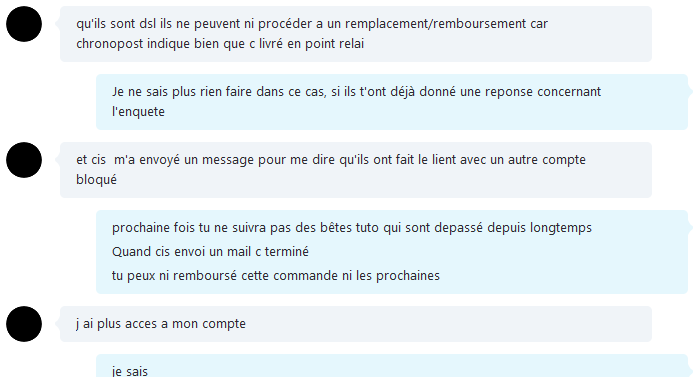 qu'ils sont dsl ils ne peuvent ni procéder a un remplacement/remboursement car
chronopost indique bien que c livré en point relai
Je ne sais plus rien faire dans ce cas, si ils t'ont déjà donné une reponse concernant
l'enquete
et cis  m'a envoyé un message pour me dire qu'ils ont fait le lient avec un autre compte
bloqué
prochaine fois tu ne suivra pas des bêtes tuto qui sont depassé depuis longtemps
Quand cis envoi un mail c terminé
tu peux ni remboursé cette commande ni les prochaines
j ai plus acces a mon compte
je sais